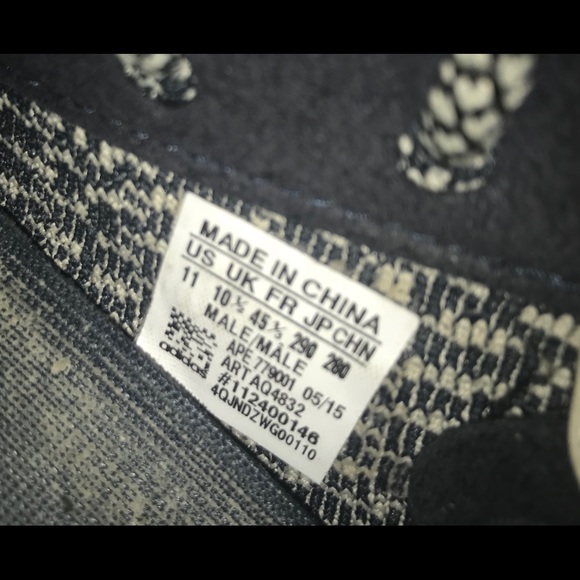 MADE IN CHINA
US UK FR JP CHN
11 10½ 45⅓ 290 280
MALE/MALE
adidas
APE 779001 05/15
ART AQ4832
#112400146
4QJNDZWG00110